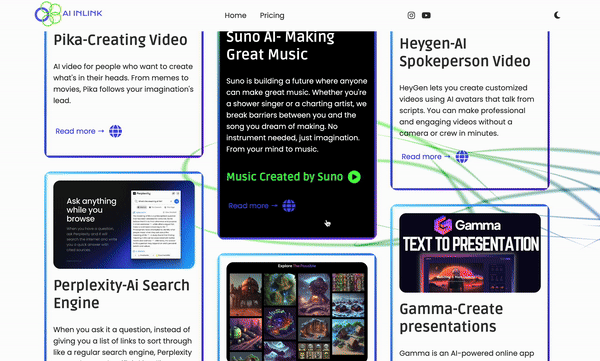 AI INLINK
Home
Pricing
Pika-Creating Video
AI video for people who want to create
what's in their heads. From memes to
movies, Pika follows your imagination's
lead.
Read more →
Ask anything
while you
browse
Perplexity
Perplexity-Ai Search
Engine
When you ask it a question, instead of
giving you a list of links to sort through
like a regular search engine, Perplexity
Suno AI- Making
Great Music
Suno is building a future where anyone
can make great music. Whether you're
a shower singer or a charting artist, we
break barriers between you and the
song you dream of making. No
instrument needed, just imagination.
From your mind to music.
Music Created by Suno
Read more →
Explore The Feedline
Heygen-AI
Spokeperson Video
HeyGen lets you create customized
videos using AI avatars that talk from
scripts. You can make professional
and engaging videos without a
camera or crew in minutes.
Read more →
Gamma
TEXT TO PRESENTATION
Gamma-Create
presentations
Gamma is an AI-powered online app